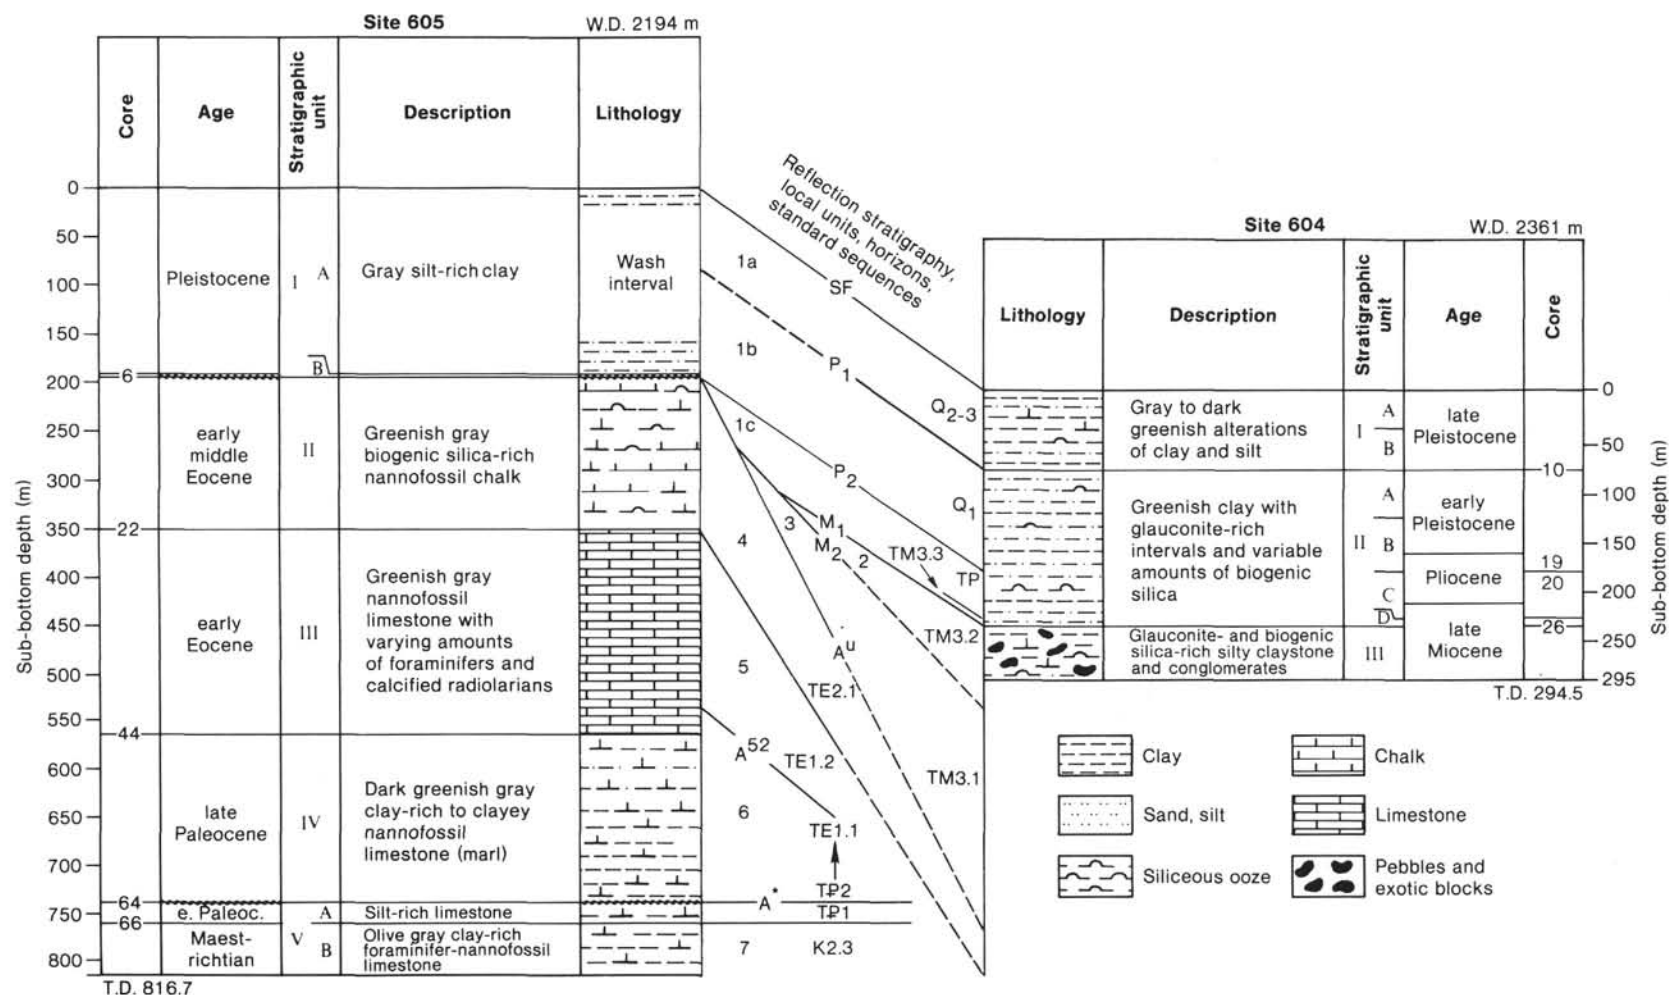 Site 605
W.D. 2194 m
Core
Age
Stratigraphic
unit
Description
Lithology
Sub-bottom depth (m)
0
50
100
150
200
250
300
350
400
450
500
550
600
650
700
750
800
6
22
44
64
66
T.D. 816.7
Pleistocene
I
A
B
Gray silt-rich clay
Wash
interval
early
middle
Eocene
II
Greenish gray
biogenic silica-rich
nannofossil chalk
early
Eocene
III
Greenish gray
nannofossil
limestone with
varying amounts
of foraminifers and
calcified radiolarians
late
Paleocene
IV
Dark greenish gray
clay-rich to clayey
nannofossil
limestone (marl)
e. Paleoc.
V
A
Silt-rich limestone
Maest-
richtian
B
Olive gray clay-rich
foraminifer-nannofossil
limestone
Reflection stratigraphy,
local units, horizons,
standard sequences
1a
SF
1b
P1
Q2-3
1c
P2
Q1
3
M1
M2
2
TM3.3
TP
4
TM3.2
Au
5
TE2.1
A52
TE1.2
TM3.1
6
TE1.1
TP2
A*
TP1
7
K2.3
Site 604
W.D. 2361 m
Lithology
Description
Stratigraphic
unit
Age
Core
Sub-bottom depth (m)
0
50
100
150
200
250
295
10
19
20
26
T.D. 294.5
Gray to dark
greenish alterations
of clay and silt
I
A
B
late
Pleistocene
Greenish clay with
glauconite-rich
intervals and variable
amounts of biogenic
silica
II
A
B
C
D
early
Pleistocene
Pliocene
Glauconite- and biogenic
silica-rich silty claystone
and conglomerates
III
late
Miocene
Clay
Chalk
Sand, silt
Limestone
Siliceous ooze
Pebbles and
exotic blocks